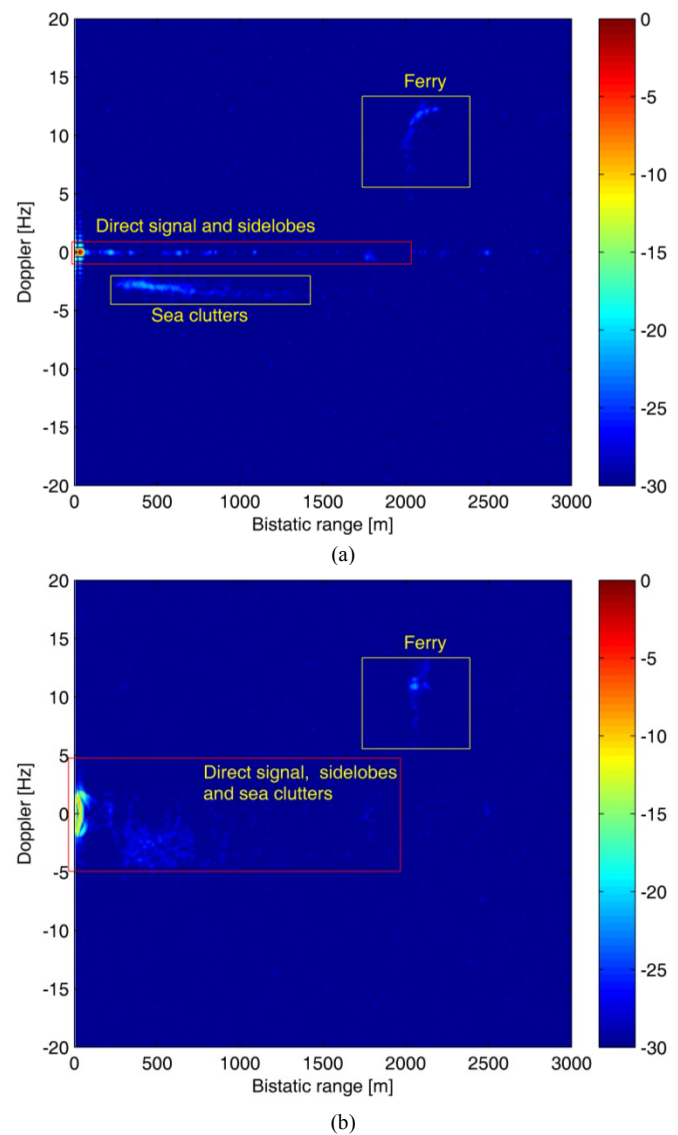 20
15
10
5
0
-5
-10
-15
-20
Doppler [Hz]
Ferry
Direct signal and sidelobes
Sea clutters
0 500 1000 1500 2000 2500 3000
Bistatic range [m]
0
-5
-10
-15
-20
-25
-30
(a)
20
15
10
5
0
-5
-10
-15
-20
Doppler [Hz]
Ferry
Direct signal, sidelobes
and sea clutters
0 500 1000 1500 2000 2500 3000
Bistatic range [m]
0
-5
-10
-15
-20
-25
-30
(b)